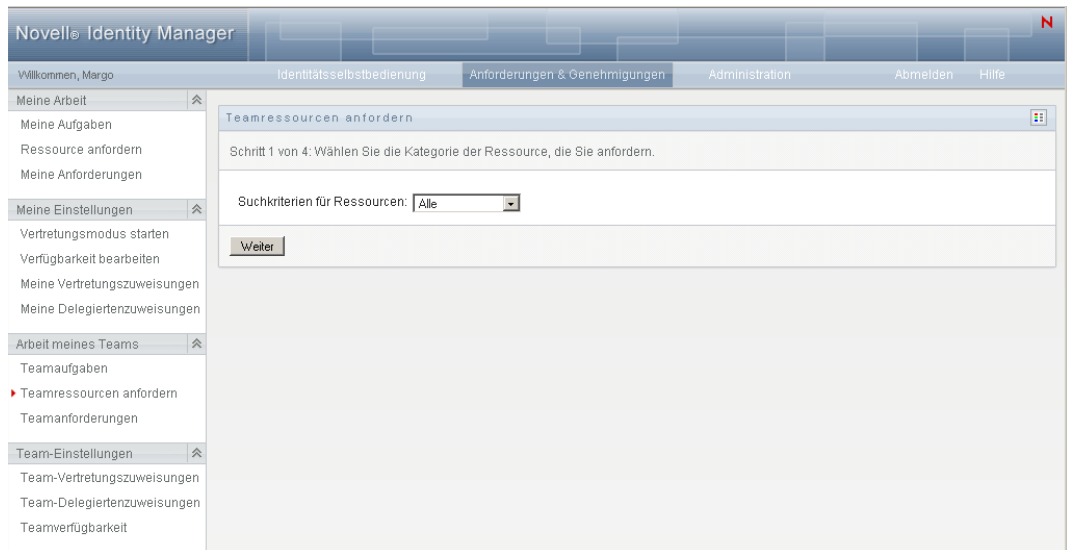 Novell® Identity Manager
N
Willkommen, Margo
Identitätsselbstbedienung Anforderungen & Genehmigungen Administration Abmelden Hilfe
Meine Arbeit
Meine Aufgaben
Ressource anfordern
Meine Anforderungen
Meine Einstellungen
Vertretungsmodus starten
Verfügbarkeit bearbeiten
Meine Vertretungszuweisungen
Meine Delegiertenzuweisungen
Arbeit meines Teams
Teamaufgaben
Teamressourcen anfordern
Teamanforderungen
Team-Einstellungen
Team-Vertretungszuweisungen
Team-Delegiertenzuweisungen
Teamverfügbarkeit
Teamressourcen anfordern
Schritt 1 von 4: Wählen Sie die Kategorie der Ressource, die Sie anfordern.
Suchkriterien für Ressourcen: Alle
Weiter